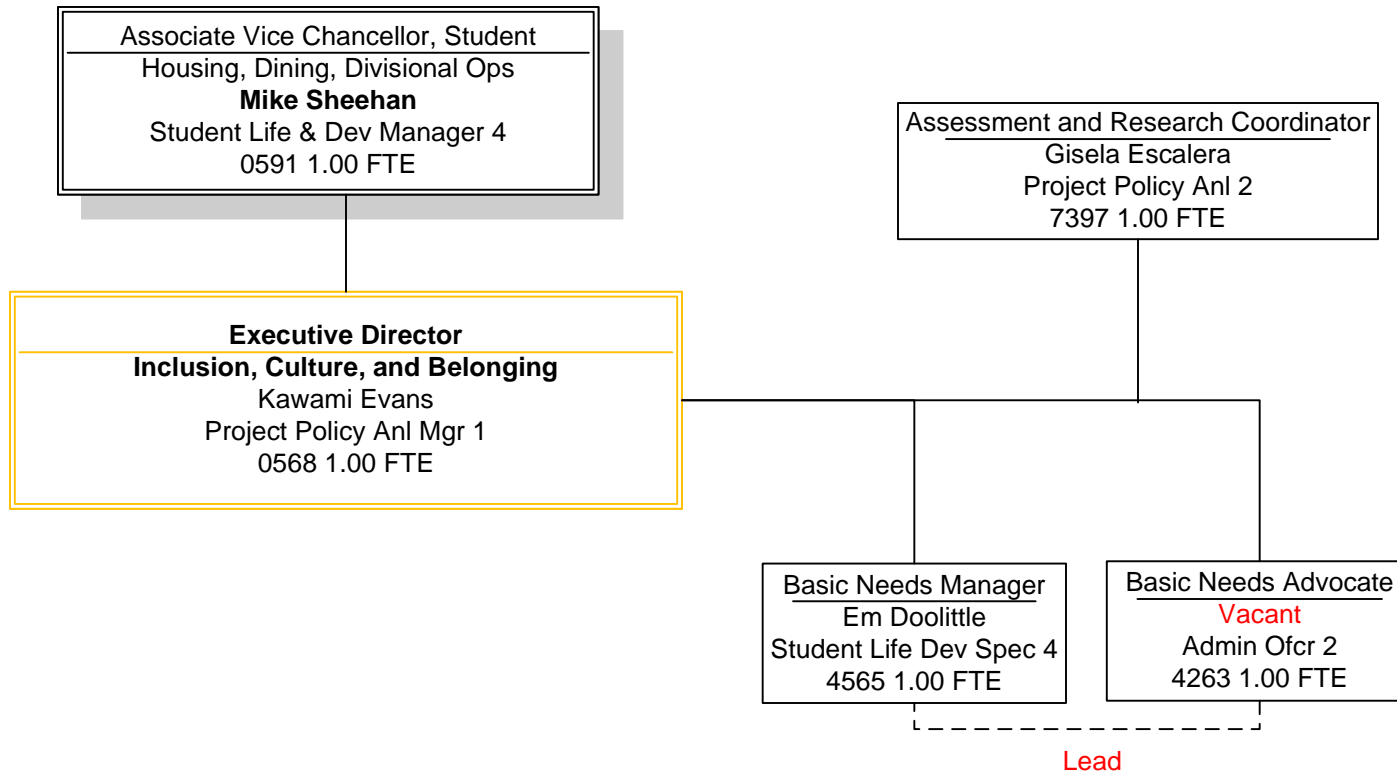 Associate Vice Chancellor, Student
Housing, Dining, Divisional Ops
Mike Sheehan
Student Life & Dev Manager 4
0591 1.00 FTE
Assessment and Research Coordinator
Gisela Escalera
Project Policy Anl 2
7397 1.00 FTE
Executive Director
Inclusion, Culture, and Belonging
Kawami Evans
Project Policy Anl Mgr 1
0568 1.00 FTE
Basic Needs Manager
Em Doolittle
Student Life Dev Spec 4
4565 1.00 FTE
Basic Needs Advocate
Vacant
Admin Ofcr 2
4263 1.00 FTE
Lead